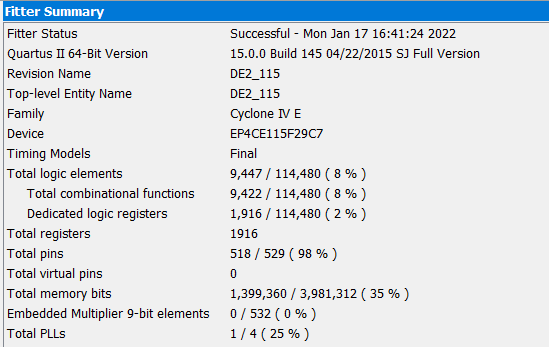 Fitter Summary
Fitter Status Successful - Mon Jan 17 16:41:24 2022
Quartus II 64-Bit Version 15.0.0 Build 145 04/22/2015 SJ Full Version
Revision Name DE2_115
Top-level Entity Name DE2_115
Family Cyclone IV E
Device EP4CE115F29C7
Timing Models Final
Total logic elements 9,447 / 114,480 ( 8 % )
Total combinational functions 9,422 / 114,480 ( 8 % )
Dedicated logic registers 1,916 / 114,480 ( 2 % )
Total registers 1916
Total pins 518 / 529 ( 98 % )
Total virtual pins 0
Total memory bits 1,399,360 / 3,981,312 ( 35 % )
Embedded Multiplier 9-bit elements 0 / 532 ( 0 % )
Total PLLs 1 / 4 ( 25 % )